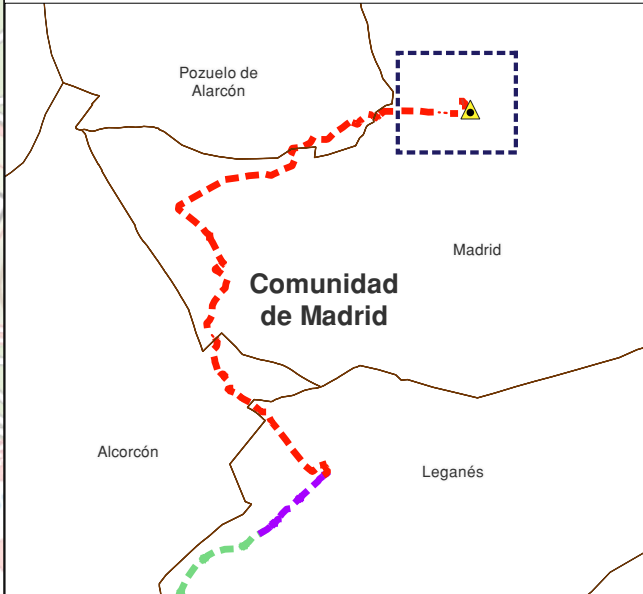 Pozuelo de
Alarcón
Madrid
Comunidad
de Madrid
Alcorcón
Leganés